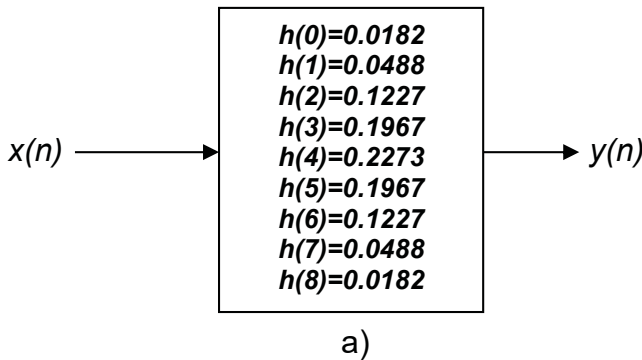 h(0)=0.0182
h(1)=0.0488
h(2)=0.1227
h(3)=0.1967
x(n) h(4)=0.2273 y(n)
h(5)=0.1967
h(6)=0.1227
h(7)=0.0488
h(8)=0.0182
a)